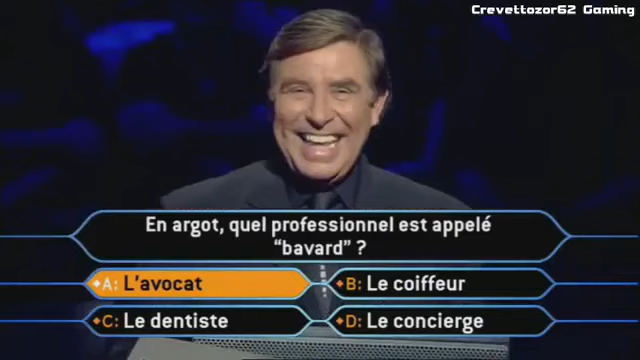 Crevettozor62 Gaming
En argot, quel professionnel est appelé
“bavard” ?
A: L’avocat
B: Le coiffeur
C: Le dentiste
D: Le concierge